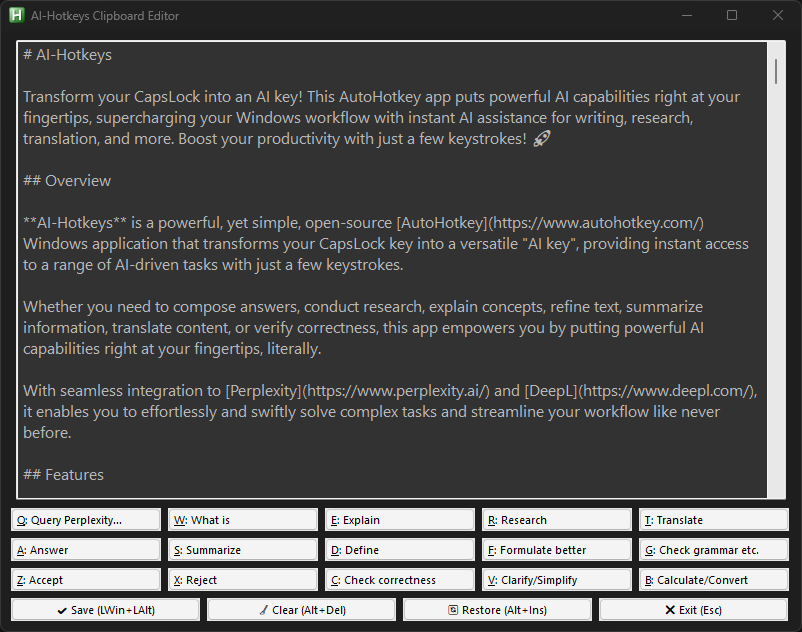 AI-Hotkeys Clipboard Editor
# AI-Hotkeys
Transform your CapsLock into an AI key! This AutoHotkey app puts powerful AI capabilities right at your
fingertips, supercharging your Windows workflow with instant AI assistance for writing, research,
translation, and more. Boost your productivity with just a few keystrokes! 🚀
## Overview
**AI-Hotkeys** is a powerful, yet simple, open-source [AutoHotkey](https://www.autohotkey.com/)
Windows application that transforms your CapsLock key into a versatile "AI key", providing instant access
to a range of AI-driven tasks with just a few keystrokes.
Whether you need to compose answers, conduct research, explain concepts, refine text, summarize
information, translate content, or verify correctness, this app empowers you by putting powerful AI
capabilities right at your fingertips, literally.
With seamless integration to [Perplexity](https://www.perplexity.ai/) and [DeepL](https://www.deepl.com/),
it enables you to effortlessly and swiftly solve complex tasks and streamline your workflow like never
before.
## Features
Q: Query Perplexity... W: What is E: Explain R: Research T: Translate
A: Answer S: Summarize D: Define F: Formulate better G: Check grammar etc.
Z: Accept X: Reject C: Check correctness V: Clarify/Simplify B: Calculate/Convert
Save (LWin+LAlt) Clear (Alt+Del) Restore (Alt+Ins) Exit (Esc)